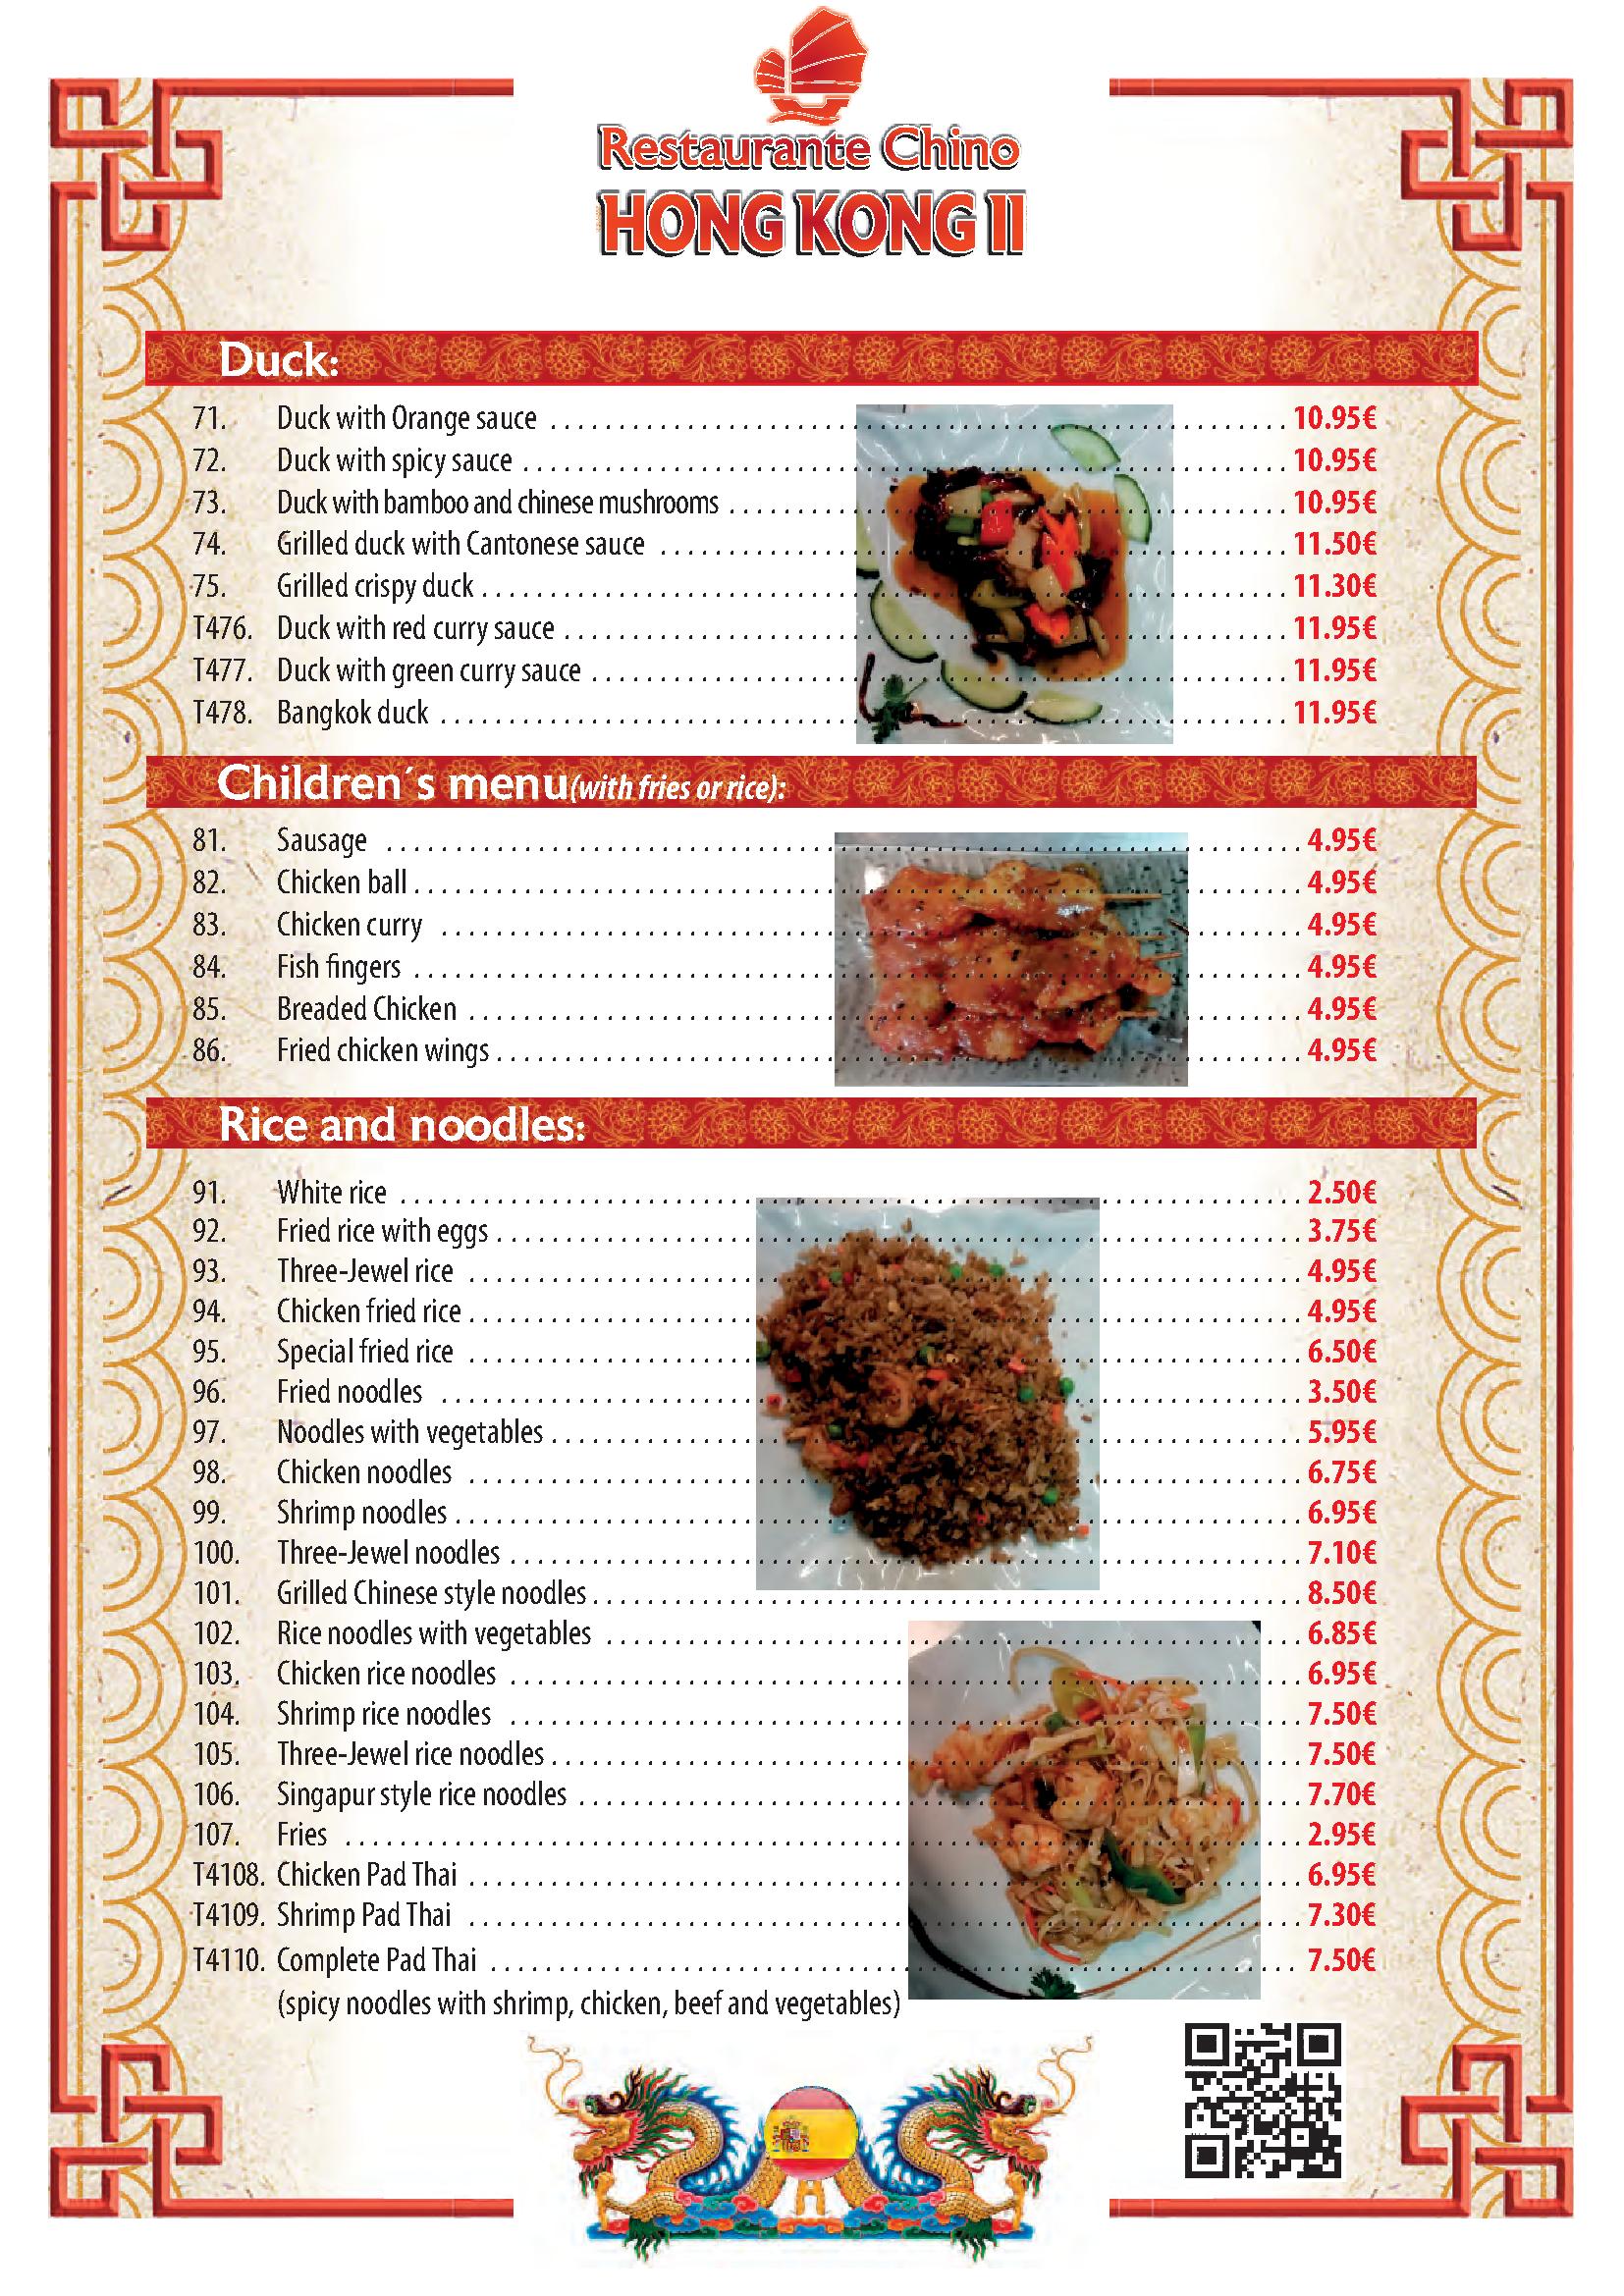 Restaurante Chino
HONG KONG II
Duck:
71. Duck with Orange sauce 10.95€
72. Duck with spicy sauce 10.95€
73. Duck with bamboo and chinese mushrooms 10.95€
74. Grilled duck with Cantonese sauce 11.50€
75. Grilled crispy duck 11.30€
T476. Duck with red curry sauce 11.95€
T477. Duck with green curry sauce 11.95€
T478. Bangkok duck 11.95€
Children´s menu (with fries or rice):
81. Sausage 4.95€
82. Chicken ball 4.95€
83. Chicken curry 4.95€
84. Fish fingers 4.95€
85. Breaded Chicken 4.95€
86. Fried chicken wings 4.95€
Rice and noodles:
91. White rice 2.50€
92. Fried rice with eggs 3.75€
93. Three-Jewel rice 4.95€
94. Chicken fried rice 4.95€
95. Special fried rice 6.50€
96. Fried noodles 3.50€
97. Noodles with vegetables 5.95€
98. Chicken noodles 6.75€
99. Shrimp noodles 6.95€
100. Three-Jewel noodles 7.10€
101. Grilled Chinese style noodles 8.50€
102. Rice noodles with vegetables 6.85€
103. Chicken rice noodles 6.95€
104. Shrimp rice noodles 7.50€
105. Three-Jewel rice noodles 7.50€
106. Singapur style rice noodles 7.70€
107. Fries 2.95€
T4108. Chicken Pad Thai 6.95€
T4109. Shrimp Pad Thai 7.30€
T4110. Complete Pad Thai 7.50€
(spicy noodles with shrimp, chicken, beef and vegetables)